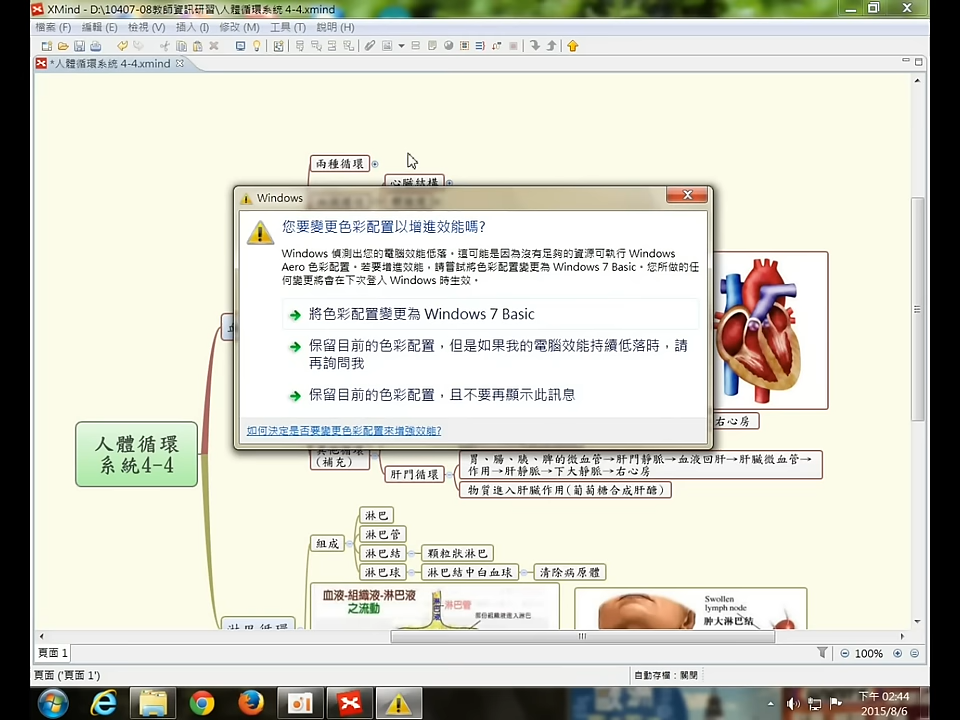 XMind - D:\10407-08教師資訊研習\人體循環系統 4-4.xmind
檔案 (F) 編輯 (E) 檢視 (V) 插入 (I) 修改 (M) 工具 (T) 說明 (H)
*人體循環系統 4-4.xmind
兩種循環
心臟結構
Windows
您要變更色彩配置以增進效能嗎?
Windows 偵測出您的電腦效能低落。這可能是因為沒有足夠的資源可執行 Windows
Aero 色彩配置。若要增進效能，請嘗試將色彩配置變更為 Windows 7 Basic。您所做的任
何變更將會在下次登入 Windows 時生效。
將色彩配置變更為 Windows 7 Basic
保留目前的色彩配置，但是如果我的電腦效能持續低落時，請
再詢問我
保留目前的色彩配置，且不要再顯示此訊息
如何決定是否要變更色彩配置來增強效能?
右心房
人體循環
系統4-4
其他循環
(補充)
肝門循環
胃、腸、胰、脾的微血管→肝門靜脈→血液回肝→肝臟微血管→
作用→肝靜脈→下大靜脈→右心房
物質進入肝臟作用(葡萄糖合成肝醣)
組成
淋巴
淋巴管
淋巴結
顆粒狀淋巴
淋巴球
淋巴結中白血球
清除病原體
血液-組織液-淋巴液
之流動
淋巴管
Swollen
lymph node
肿大淋巴結
淋巴循環
頁面 1
100%
頁面 ('頁面 1')
自動存檔：關閉
下午 02:44
2015/8/6